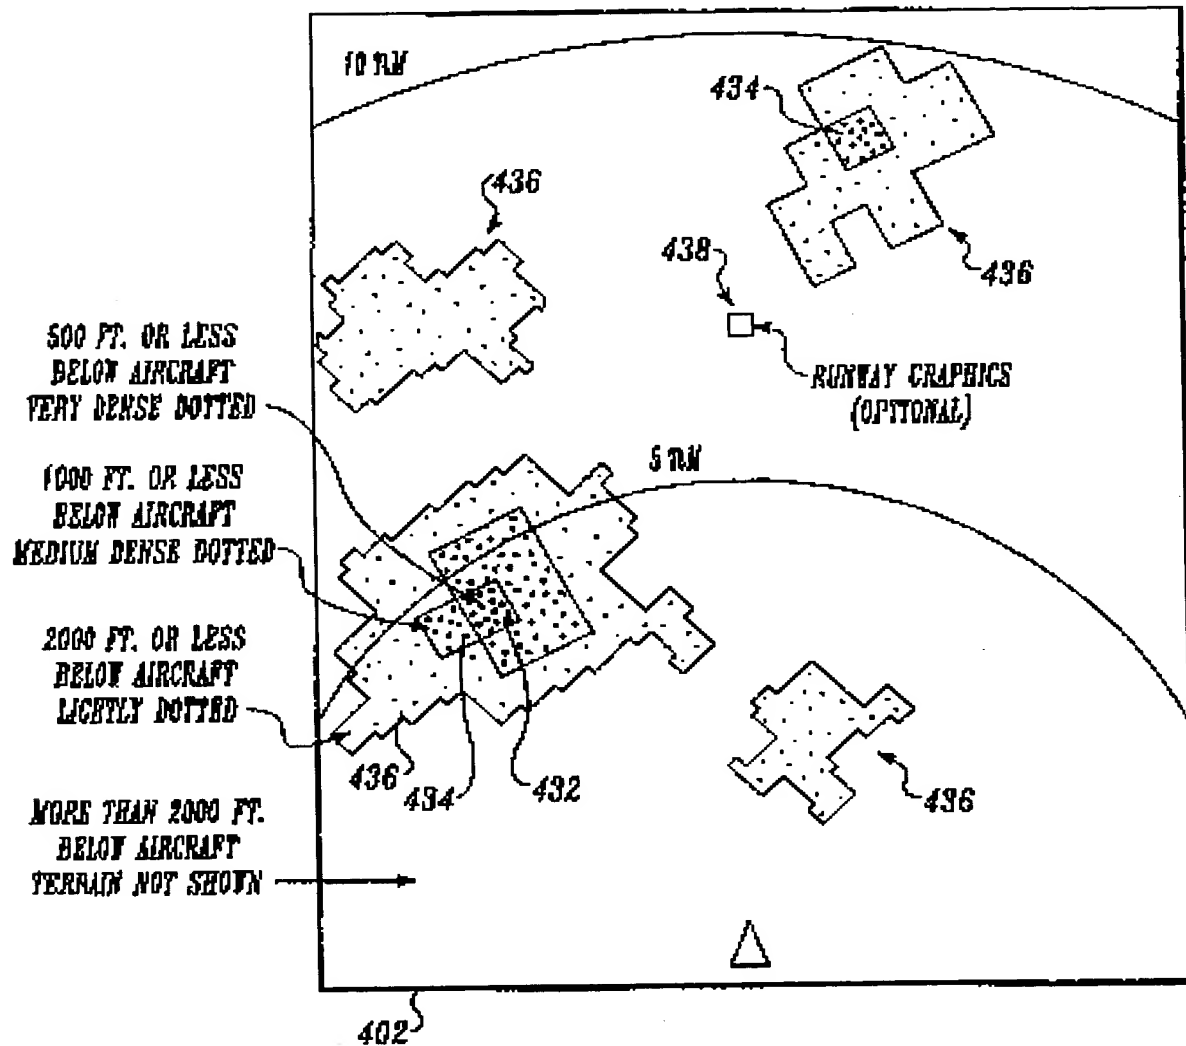 10 NM
434
436
438
436
RUNWAY GRAPHICS
(OPTIONAL)
500 FT. OR LESS
BELOW AIRCRAFT
VERY DENSE DOTTED
5 NM
1000 FT. OR LESS
BELOW AIRCRAFT
MEDIUM DENSE DOTTED
2000 FT. OR LESS
BELOW AIRCRAFT
LIGHTLY DOTTED
436
434
432
436
MORE THAN 2000 FT.
BELOW AIRCRAFT
TERRAIN NOT SHOWN
402